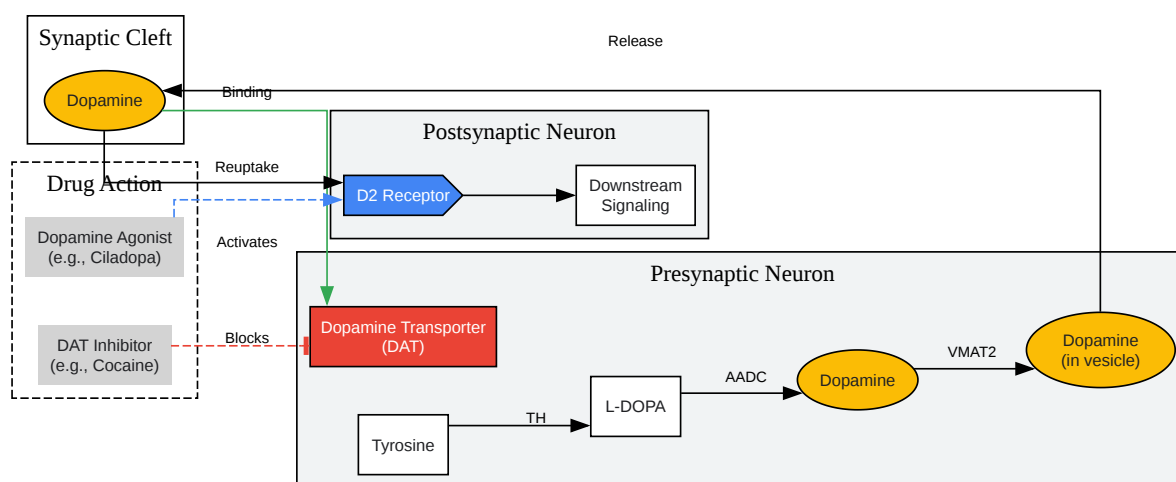 Synaptic Cleft
Release
Dopamine
Binding
Postsynaptic Neuron
Reuptake
Drug Action
D2 Receptor
Downstream
Signaling
Dopamine Agonist
(e.g., Ciladopa)
Activates
Presynaptic Neuron
Dopamine Transporter
(DAT)
DAT Inhibitor
(e.g., Cocaine)
Blocks
Dopamine
(in vesicle)
VMAT2
Dopamine
AADC
L-DOPA
TH
Tyrosine